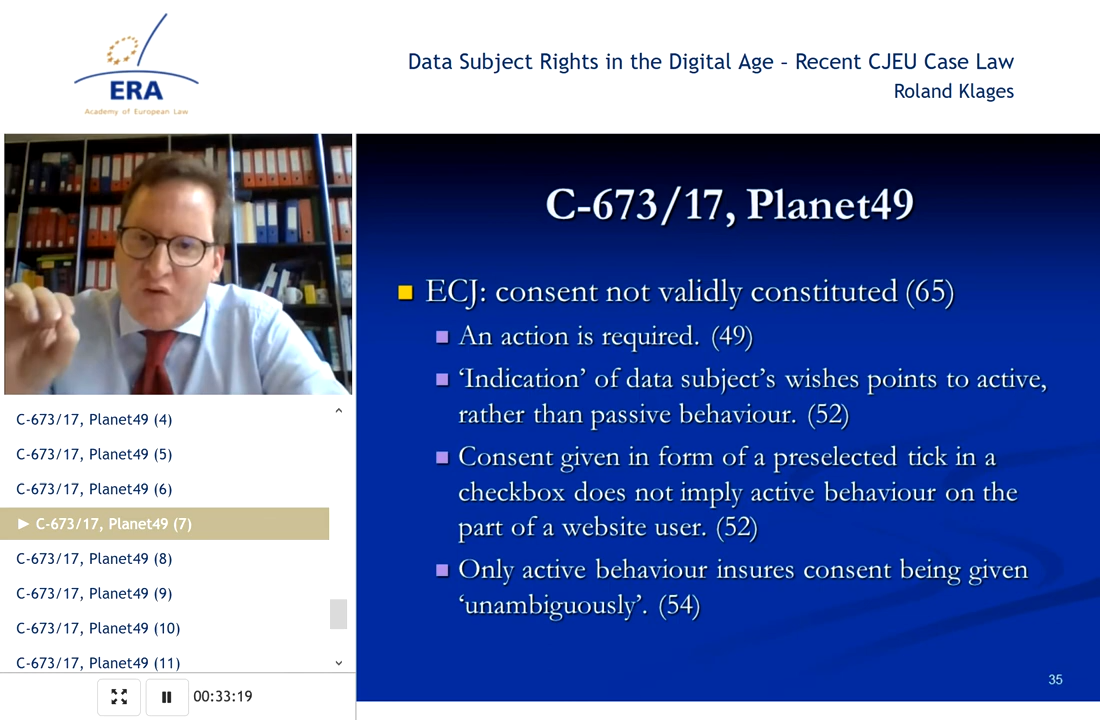 ERA
Academy of European Law
Data Subject Rights in the Digital Age – Recent CJEU Case Law
Roland Klages
C-673/17, Planet49 (4)
C-673/17, Planet49 (5)
C-673/17, Planet49 (6)
► C-673/17, Planet49 (7)
C-673/17, Planet49 (8)
C-673/17, Planet49 (9)
C-673/17, Planet49 (10)
C-673/17, Planet49 (11)
00:33:19
C-673/17, Planet49
ECJ: consent not validly constituted (65)
An action is required. (49)
‘Indication’ of data subject’s wishes points to active,
rather than passive behaviour. (52)
Consent given in form of a preselected tick in a
checkbox does not imply active behaviour on the
part of a website user. (52)
Only active behaviour insures consent being given
‘unambiguously’. (54)
35